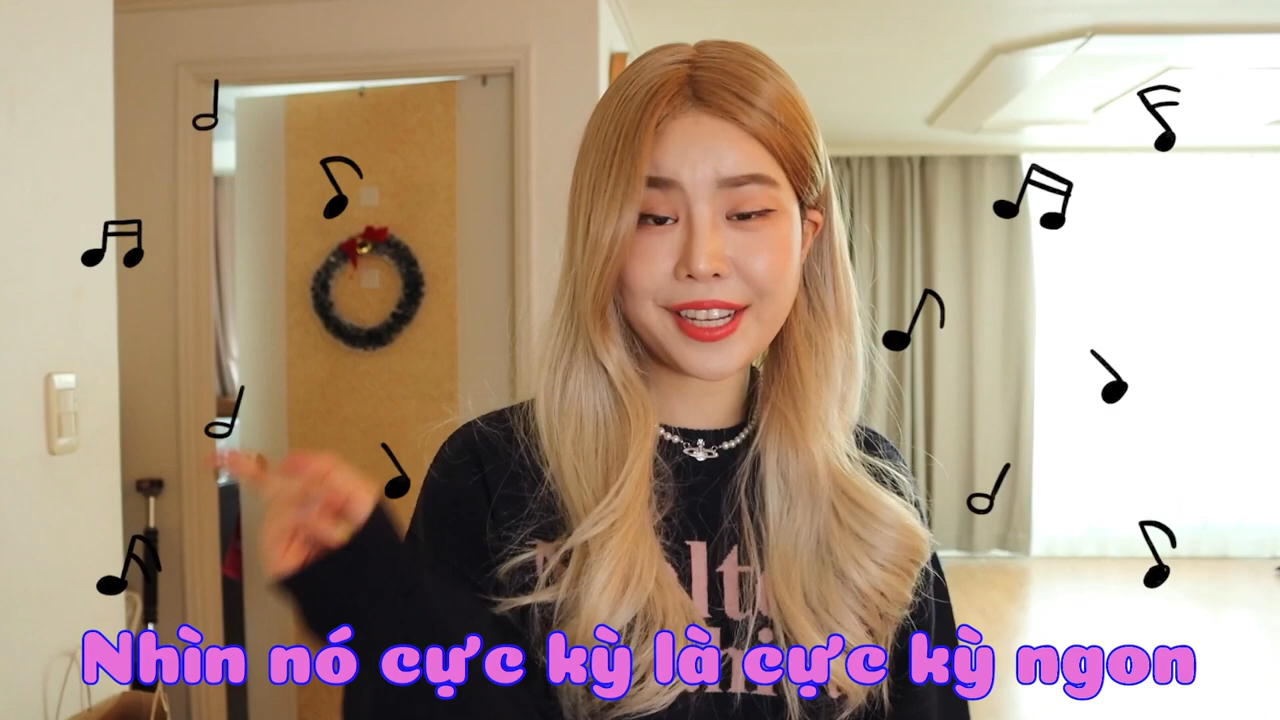 Nhìn nó cực kỳ là cực kỳ ngon